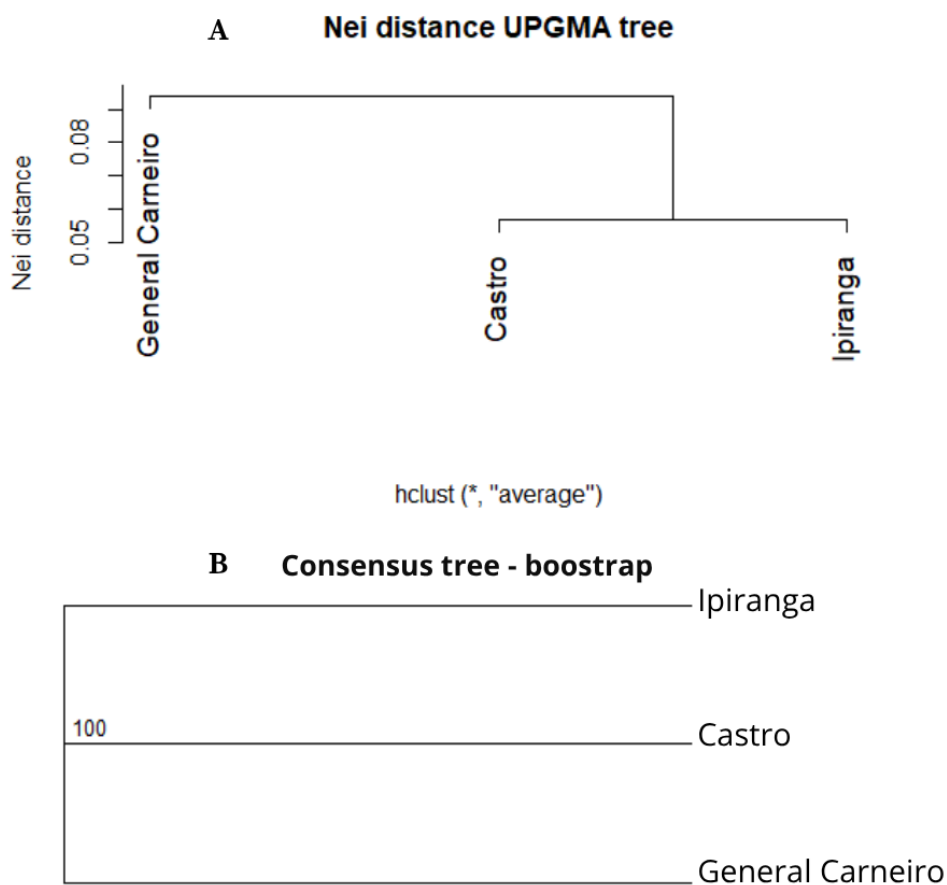 A
Nei distance UPGMA tree
Nei distance
0.05
0.08
General Carneiro
Castro
Ipiranga
hclust (*, "average")
B
Consensus tree - boostrap
Ipiranga
100
Castro
General Carneiro